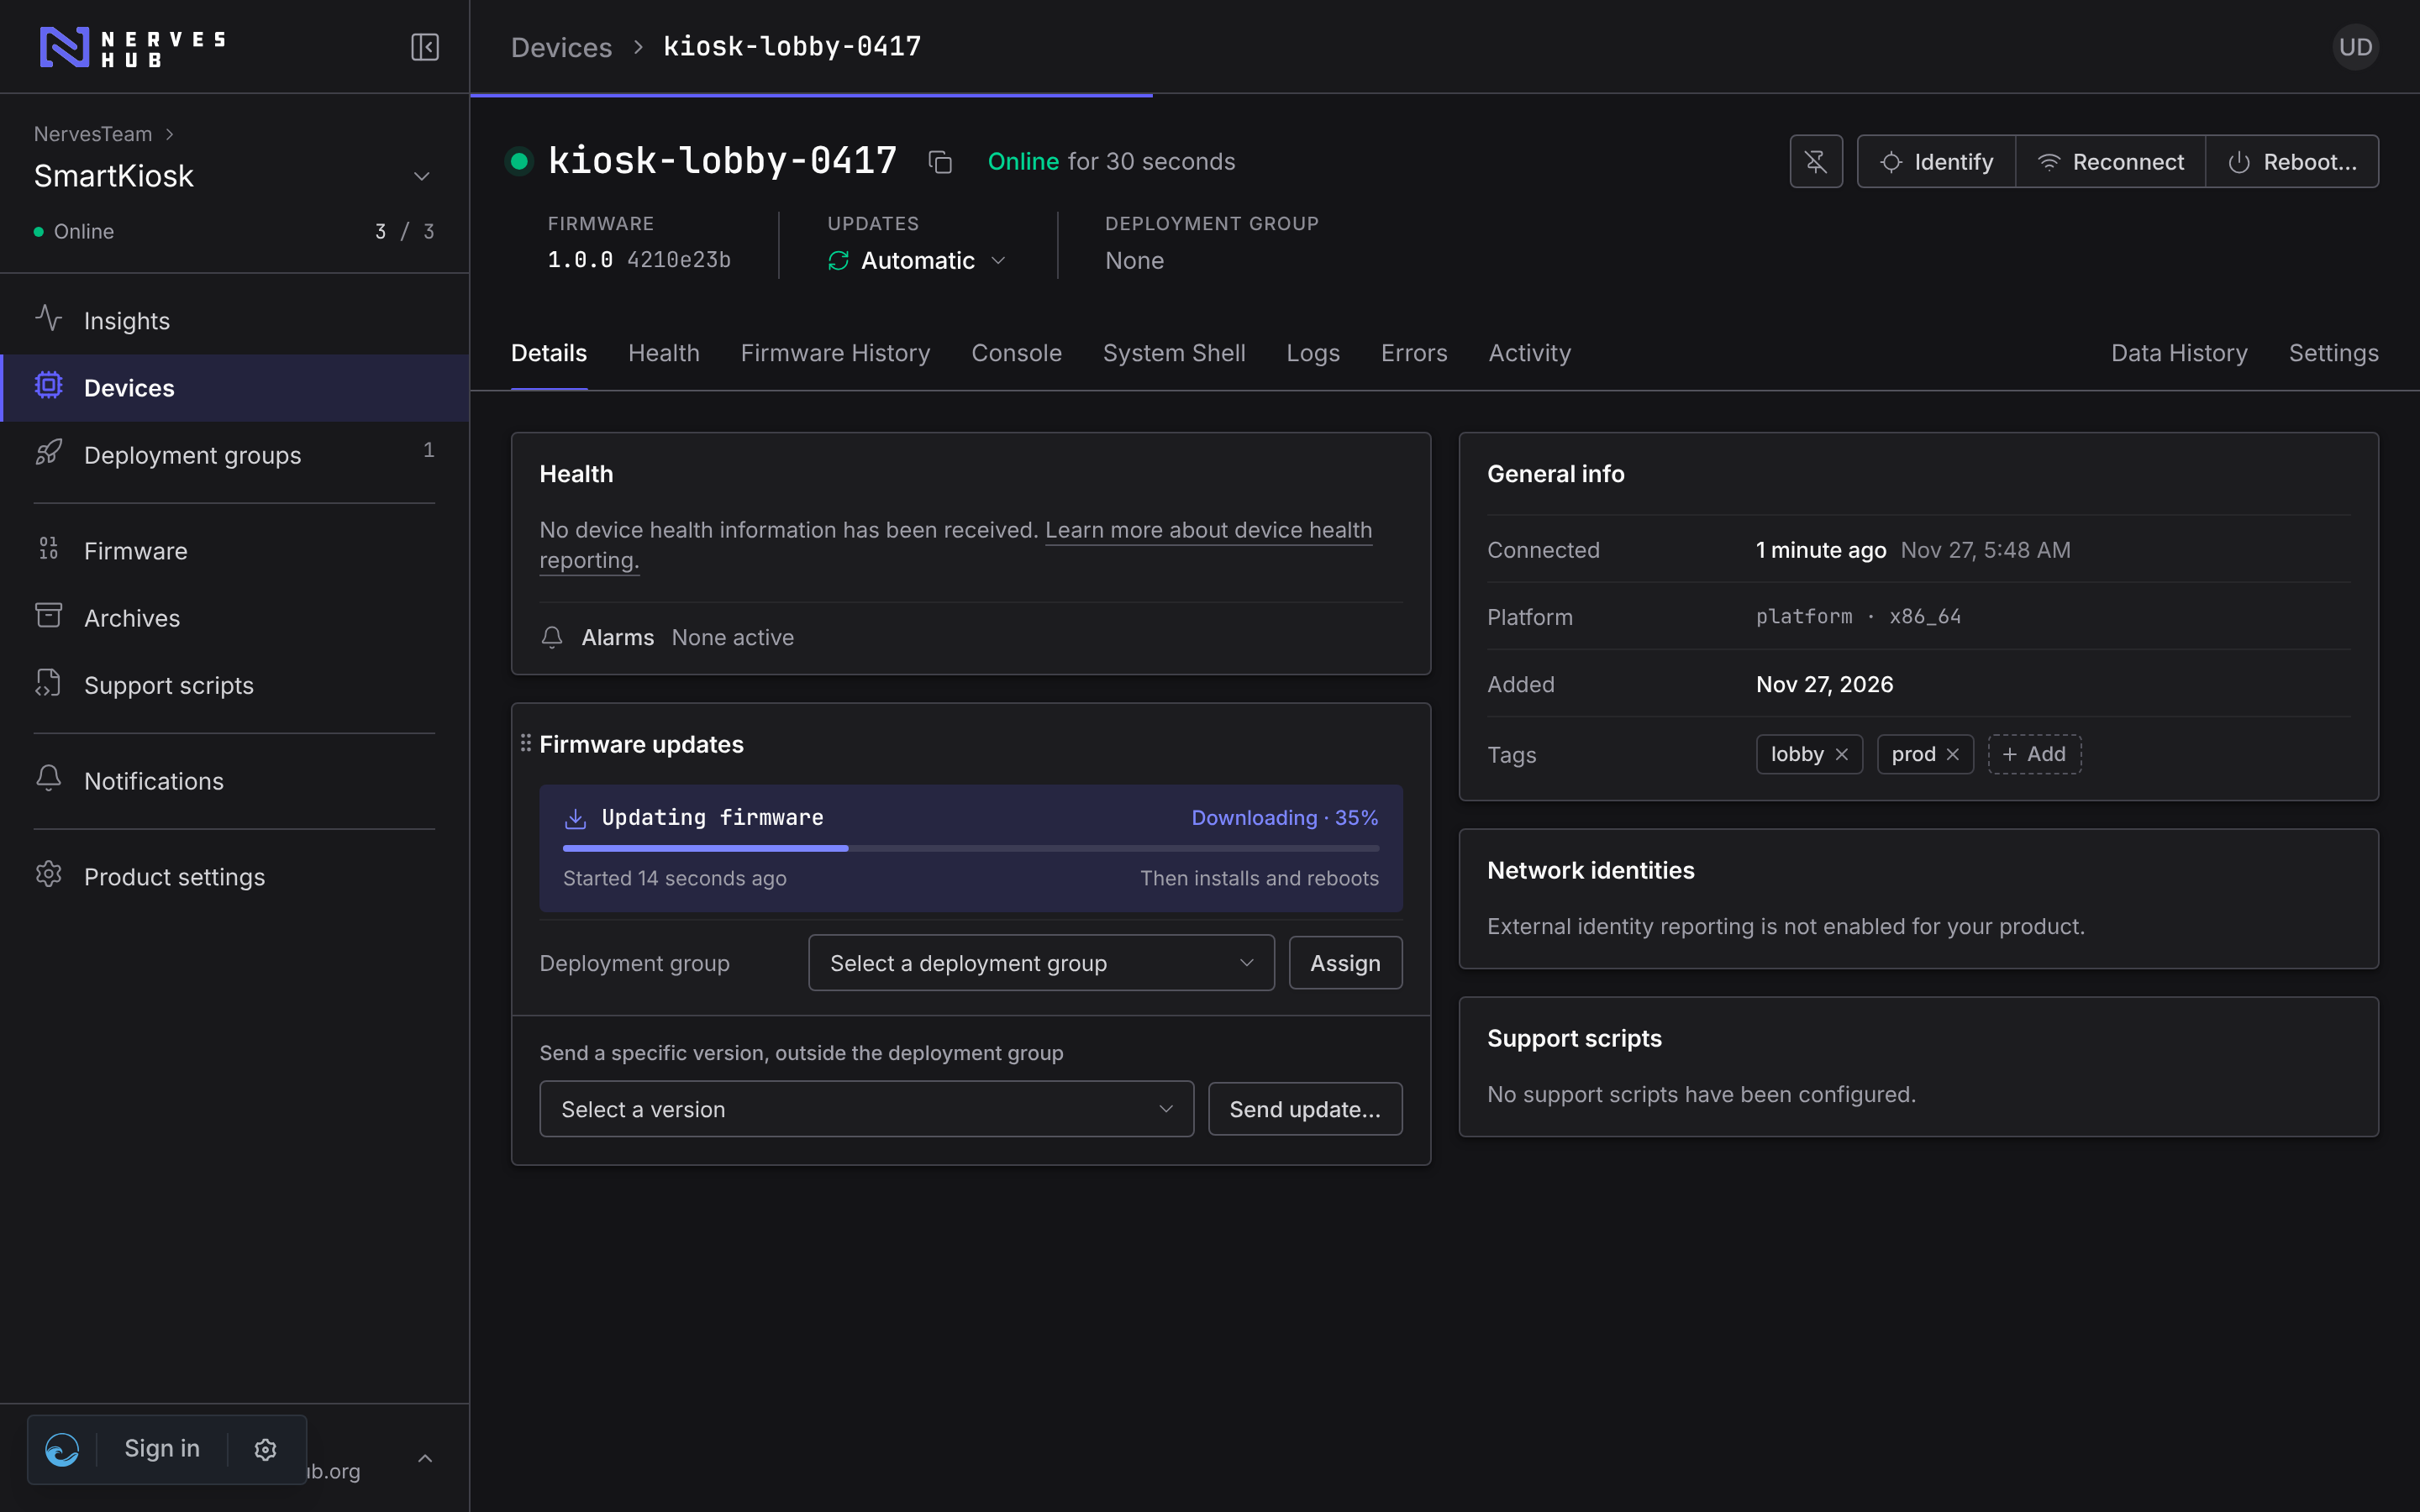 NERVES
HUB
Devices > kiosk-lobby-0417
UD
NervesTeam >
SmartKiosk
Online 3 / 3
Insights
Devices
Deployment groups 1
Firmware
Archives
Support scripts
Notifications
Product settings
Sign in
ub.org
kiosk-lobby-0417 Online for 30 seconds
Identify Reconnect Reboot...
FIRMWARE
1.0.0 4210e23b
UPDATES
Automatic
DEPLOYMENT GROUP
None
Details Health Firmware History Console System Shell Logs Errors Activity Data History Settings
Health
No device health information has been received. Learn more about device health
reporting.
Alarms None active
Firmware updates
Updating firmware Downloading · 35%
Started 14 seconds ago Then installs and reboots
Deployment group Select a deployment group Assign
Send a specific version, outside the deployment group
Select a version Send update...
General info
Connected 1 minute ago Nov 27, 5:48 AM
Platform platform · x86_64
Added Nov 27, 2026
Tags lobby × prod × + Add
Network identities
External identity reporting is not enabled for your product.
Support scripts
No support scripts have been configured.